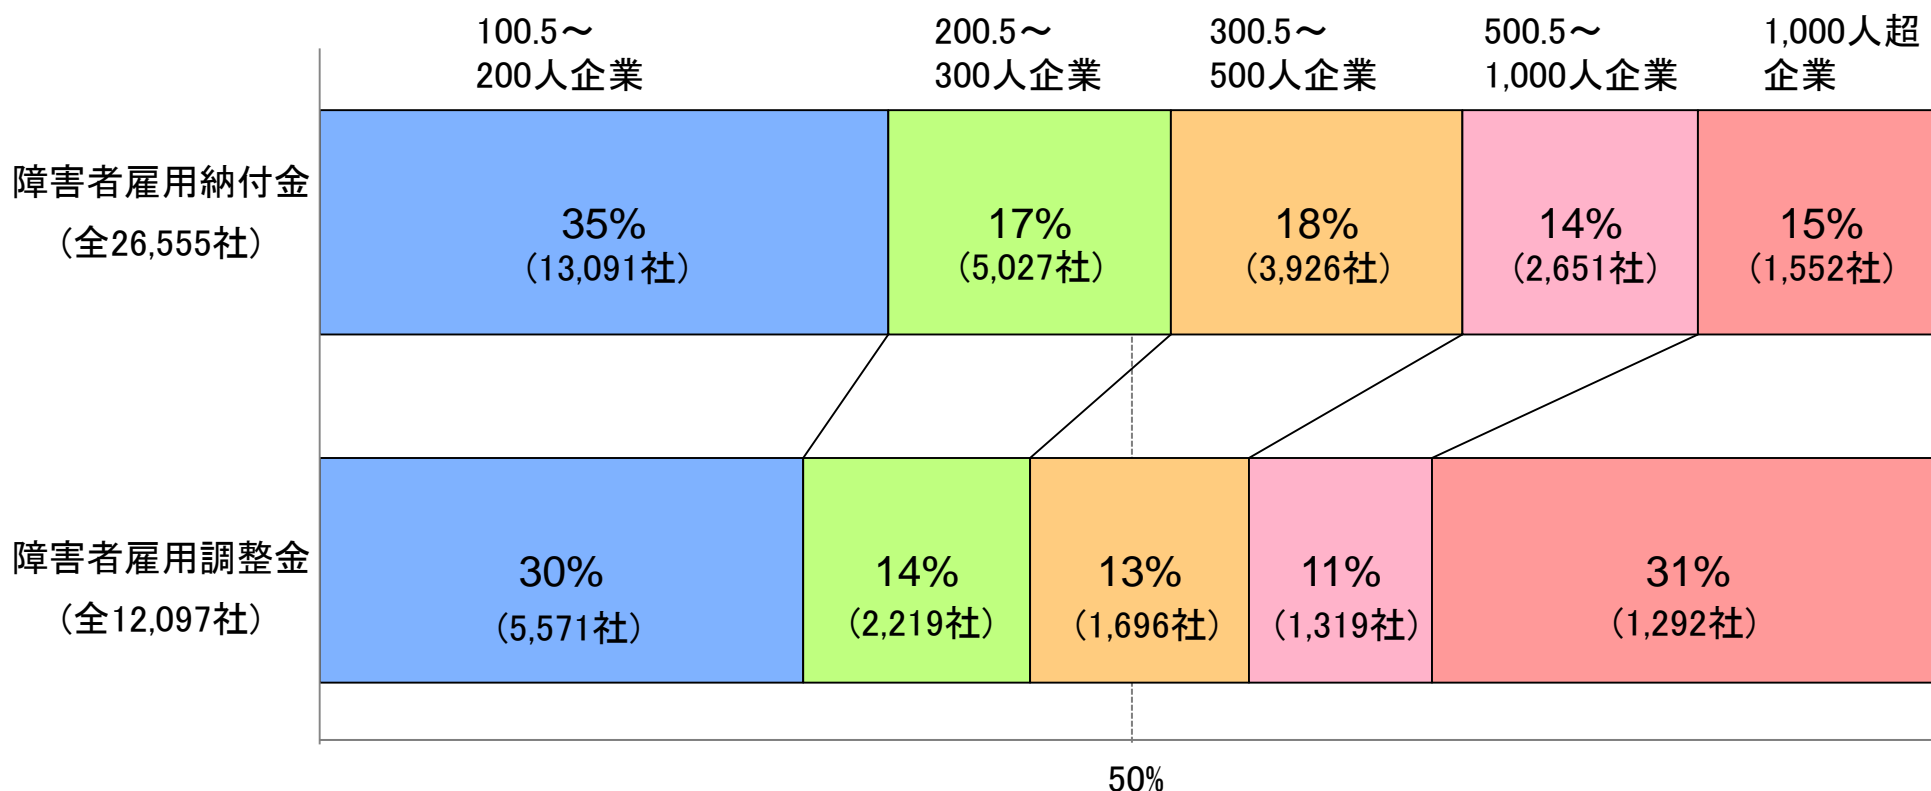 100.5～
200人企業
200.5～
300人企業
300.5～
500人企業
500.5～
1,000人企業
1,000人超
企業
障害者雇用納付金
（全26,555社）
35%
（13,091社）
17%
（5,027社）
18%
（3,926社）
14%
（2,651社）
15%
（1,552社）
障害者雇用調整金
（全12,097社）
30%
（5,571社）
14%
（2,219社）
13%
（1,696社）
11%
（1,319社）
31%
（1,292社）
50%